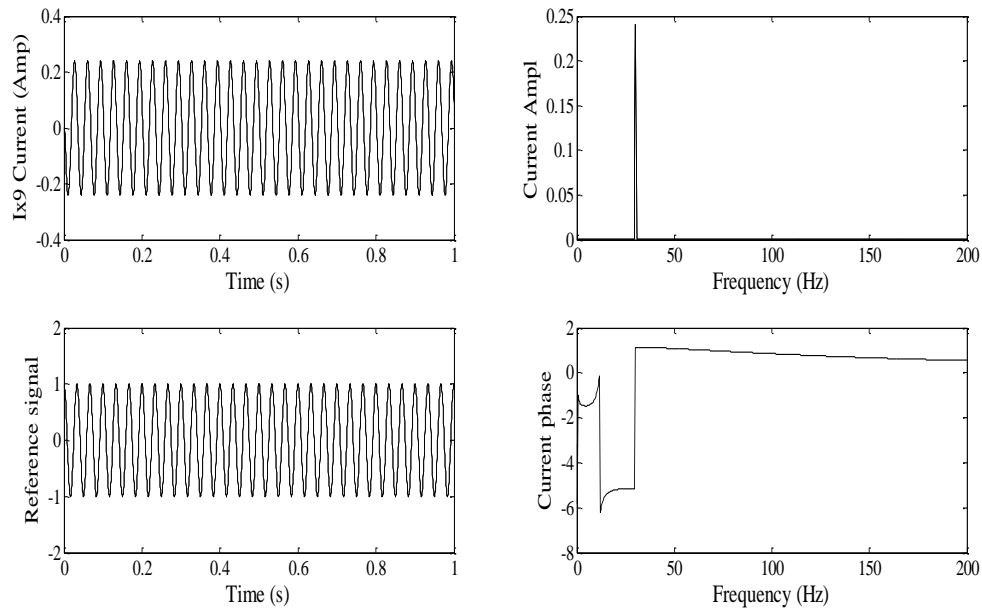 Ix9 Current (Amp)
0.4
0.2
0
-0.2
-0.4
0 0.2 0.4 0.6 0.8 1
Time (s)
Current Ampl
0.25
0.2
0.15
0.1
0.05
0
0 50 100 150 200
Frequency (Hz)
Reference signal
2
1
0
-1
-2
0 0.2 0.4 0.6 0.8 1
Time (s)
Current phase
2
0
-2
-4
-6
-8
0 50 100 150 200
Frequency (Hz)